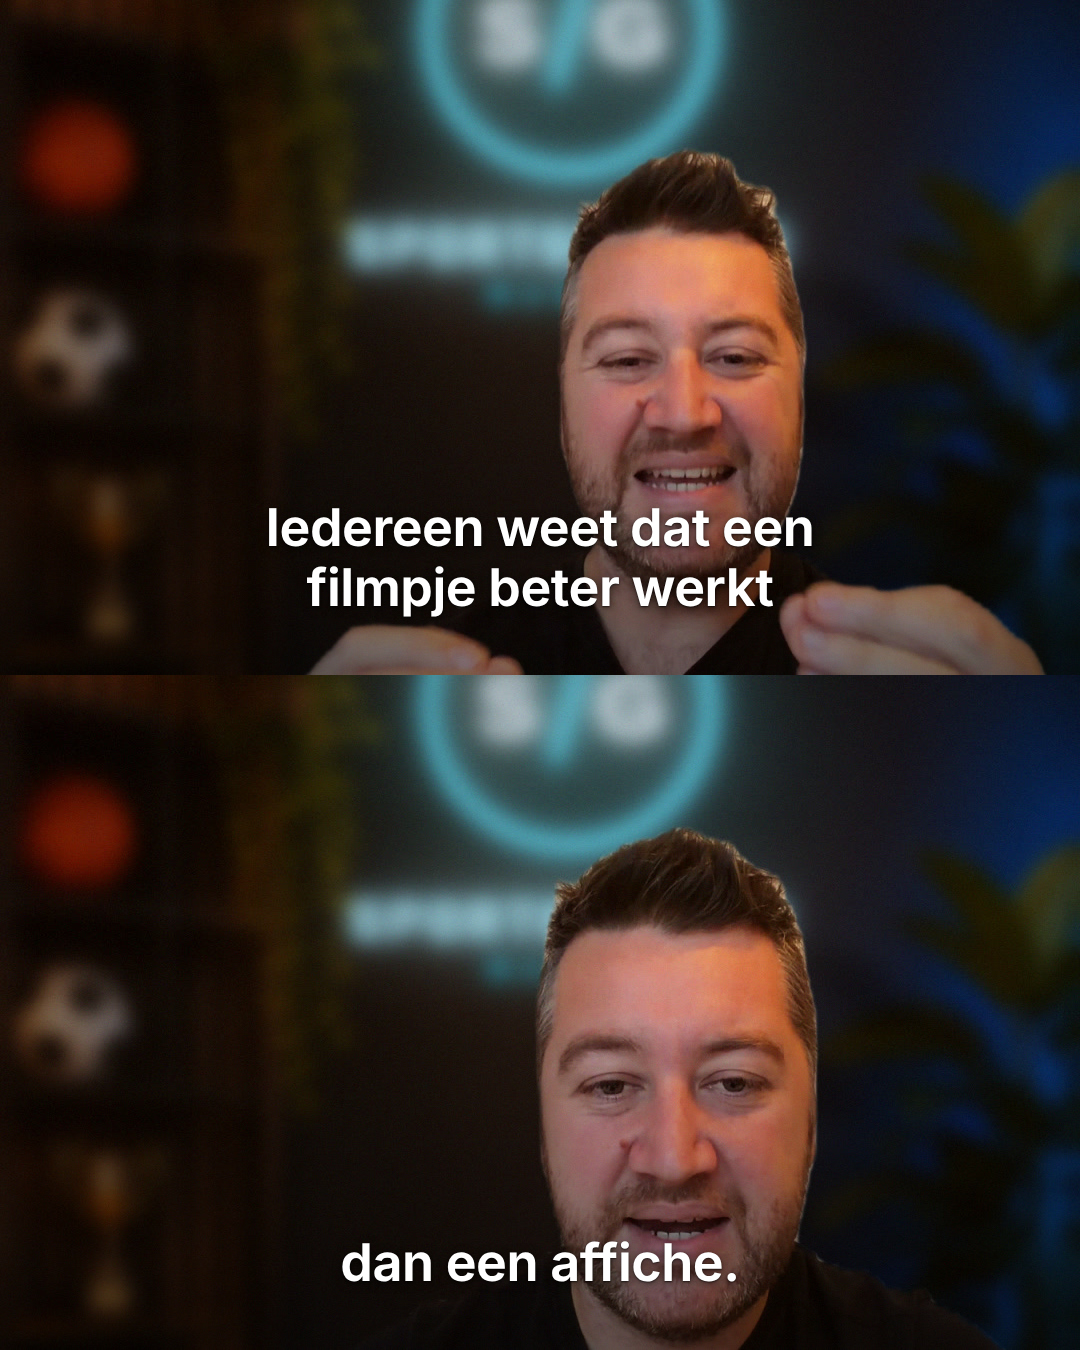 S/G
Iedereen weet dat een
filmpje beter werkt
S/G
dan een affiche.